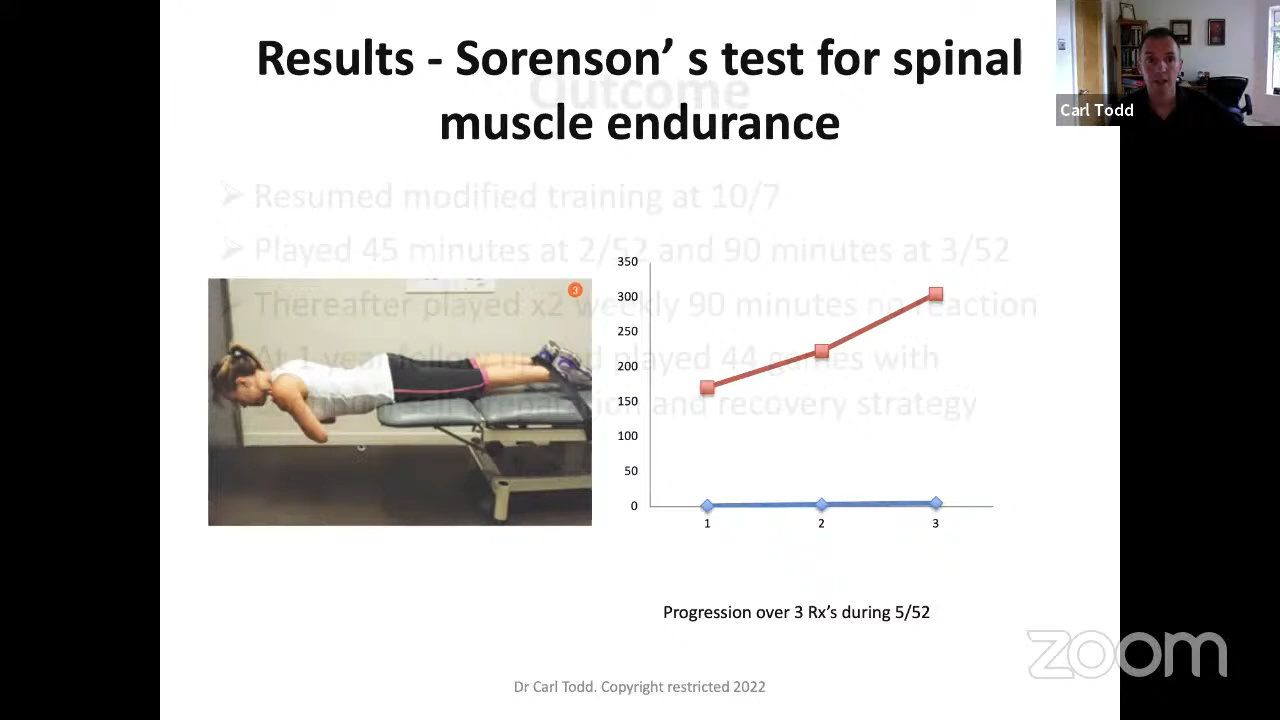 Results - Sorenson’ s test for spinal
muscle endurance
Outcome
Carl Todd
Resumed modified training at 10/7
Played 45 minutes at 2/52 and 90 minutes at 3/52
Thereafter played x2 weekly 90 minutes no reaction
At 1 year played 44 games with
and recovery strategy
3
350
300
250
200
150
100
50
0
1
2
3
Progression over 3 Rx’s during 5/52
zoom
Dr Carl Todd. Copyright restricted 2022